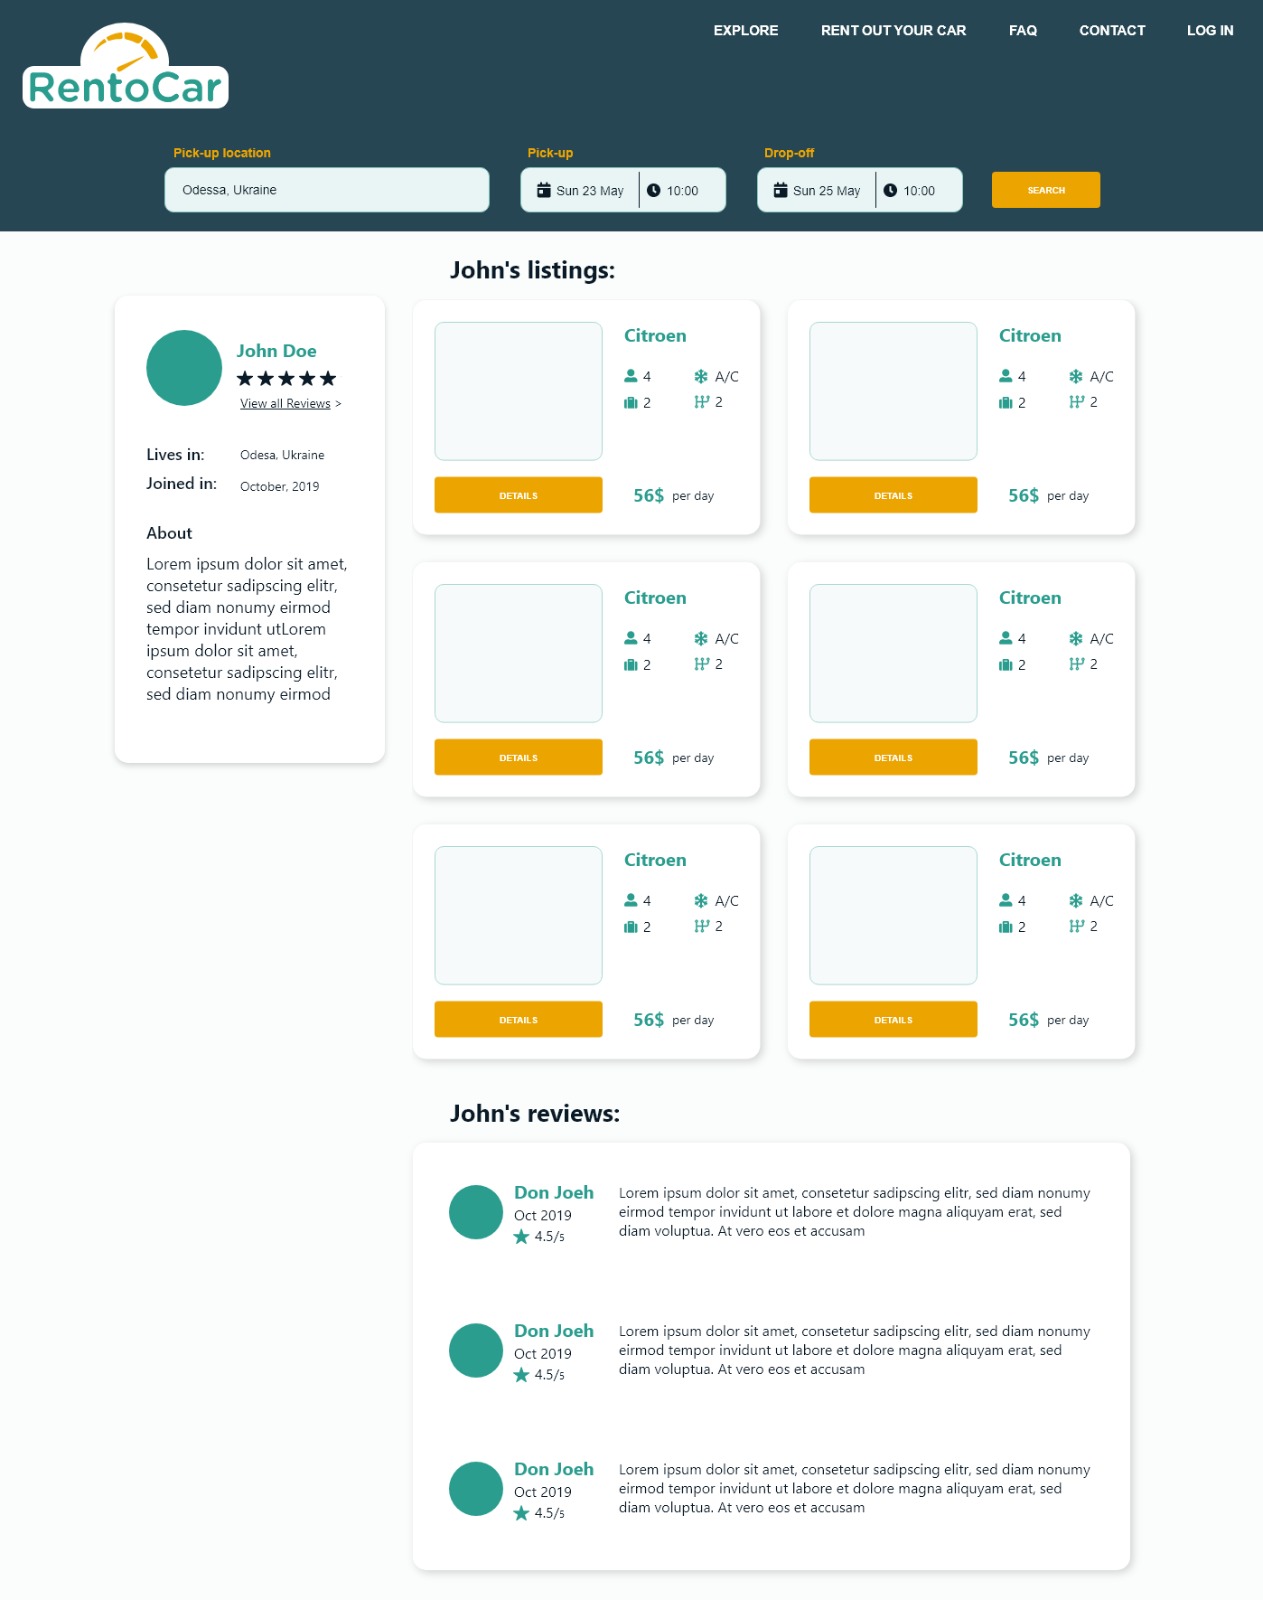 EXPLORE RENT OUT YOUR CAR FAQ CONTACT LOG IN
RentoCar
Pick-up location Pick-up Drop-off
Odessa, Ukraine Sun 23 May 10:00 Sun 25 May 10:00 SEARCH
John's listings:
John Doe
View all Reviews >
Lives in: Odesa, Ukraine
Joined in: October, 2019
About
Lorem ipsum dolor sit amet,
consetetur sadipscing elitr,
sed diam nonumy eirmod
tempor invidunt utLorem
ipsum dolor sit amet,
consetetur sadipscing elitr,
sed diam nonumy eirmod
Citroen
4 A/C
2 2
DETAILS 56$ per day
Citroen
4 A/C
2 2
DETAILS 56$ per day
Citroen
4 A/C
2 2
DETAILS 56$ per day
Citroen
4 A/C
2 2
DETAILS 56$ per day
Citroen
4 A/C
2 2
DETAILS 56$ per day
Citroen
4 A/C
2 2
DETAILS 56$ per day
John's reviews:
Don Joeh
Oct 2019
4.5/5
Lorem ipsum dolor sit amet, consetetur sadipscing elitr, sed diam nonumy
eirmod tempor invidunt ut labore et dolore magna aliquyam erat, sed
diam voluptua. At vero eos et accusam
Don Joeh
Oct 2019
4.5/5
Lorem ipsum dolor sit amet, consetetur sadipscing elitr, sed diam nonumy
eirmod tempor invidunt ut labore et dolore magna aliquyam erat, sed
diam voluptua. At vero eos et accusam
Don Joeh
Oct 2019
4.5/5
Lorem ipsum dolor sit amet, consetetur sadipscing elitr, sed diam nonumy
eirmod tempor invidunt ut labore et dolore magna aliquyam erat, sed
diam voluptua. At vero eos et accusam